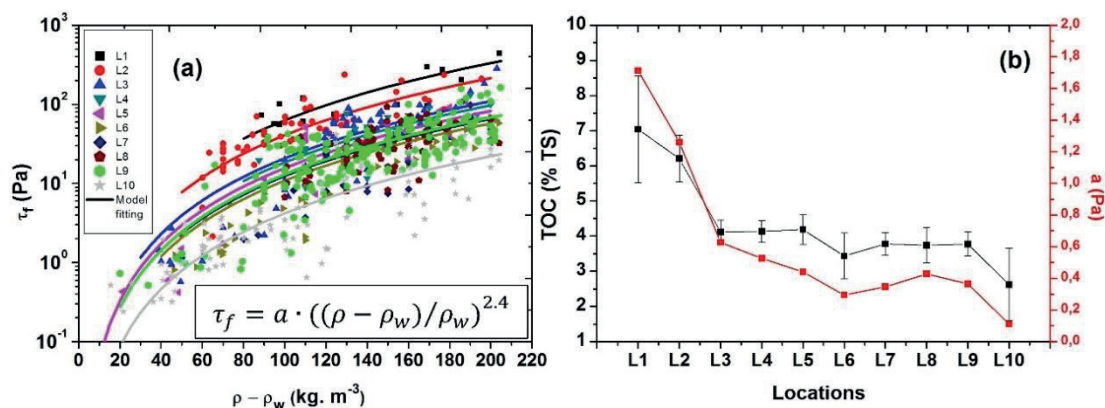 (a)
L1
L2
L3
L4
L5
L6
L7
L8
L9
L10
Model
fitting
τf (Pa)
10³
10²
10¹
10⁰
10⁻¹
τf = a · ((ρ − ρw)/ρw)^2.4
0 20 40 60 80 100 120 140 160 180 200 220
ρ − ρw (kg. m⁻³)
(b)
TOC (% TS)
10
9
8
7
6
5
4
3
2
1
a (Pa)
2,0
1,8
1,6
1,4
1,2
1,0
0,8
0,6
0,4
0,2
0,0
L1 L2 L3 L4 L5 L6 L7 L8 L9 L10
Locations